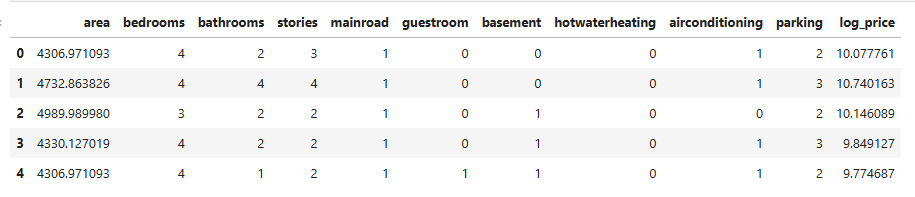 area bedrooms bathrooms stories mainroad guestroom basement hotwaterheating airconditioning parking log_price
0 4306.971093 4 2 3 1 0 0 0 1 2 10.077761
1 4732.863826 4 4 4 1 0 0 0 1 3 10.740163
2 4989.989980 3 2 2 1 0 1 0 0 2 10.146089
3 4330.127019 4 2 2 1 0 1 0 1 3 9.849127
4 4306.971093 4 1 2 1 1 1 0 1 2 9.774687